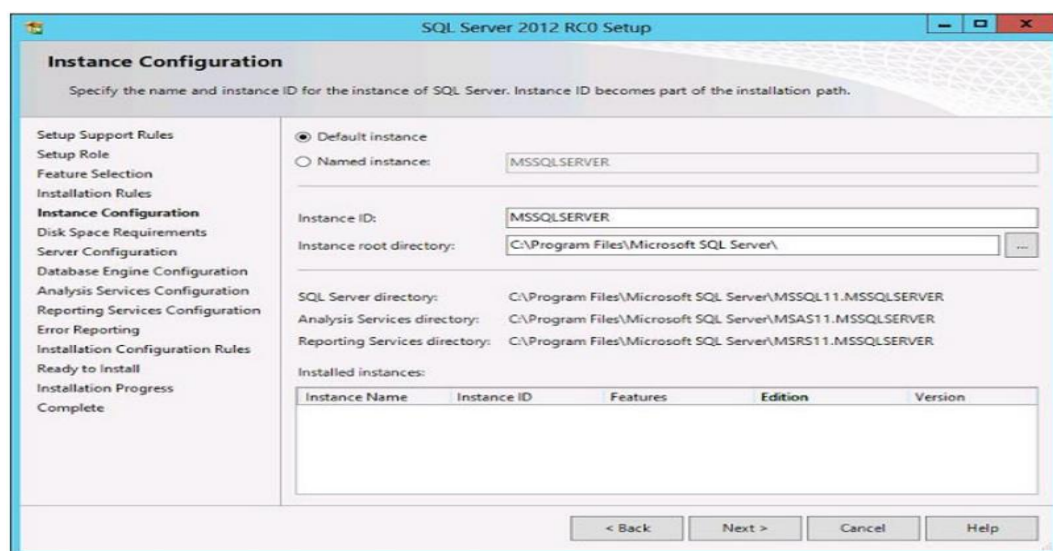 SQL Server 2012 RC0 Setup
Instance Configuration
Specify the name and instance ID for the instance of SQL Server. Instance ID becomes part of the installation path.
Setup Support Rules
Setup Role
Feature Selection
Installation Rules
Instance Configuration
Disk Space Requirements
Server Configuration
Database Engine Configuration
Analysis Services Configuration
Reporting Services Configuration
Error Reporting
Installation Configuration Rules
Ready to Install
Installation Progress
Complete
Default instance
Named instance: MSSQLSERVER
Instance ID: MSSQLSERVER
Instance root directory: C:\Program Files\Microsoft SQL Server\ ...
SQL Server directory: C:\Program Files\Microsoft SQL Server\MSSQL11.MSSQLSERVER
Analysis Services directory: C:\Program Files\Microsoft SQL Server\MSAS11.MSSQLSERVER
Reporting Services directory: C:\Program Files\Microsoft SQL Server\MSRS11.MSSQLSERVER
Installed instances:
Instance Name Instance ID Features Edition Version
< Back Next > Cancel Help